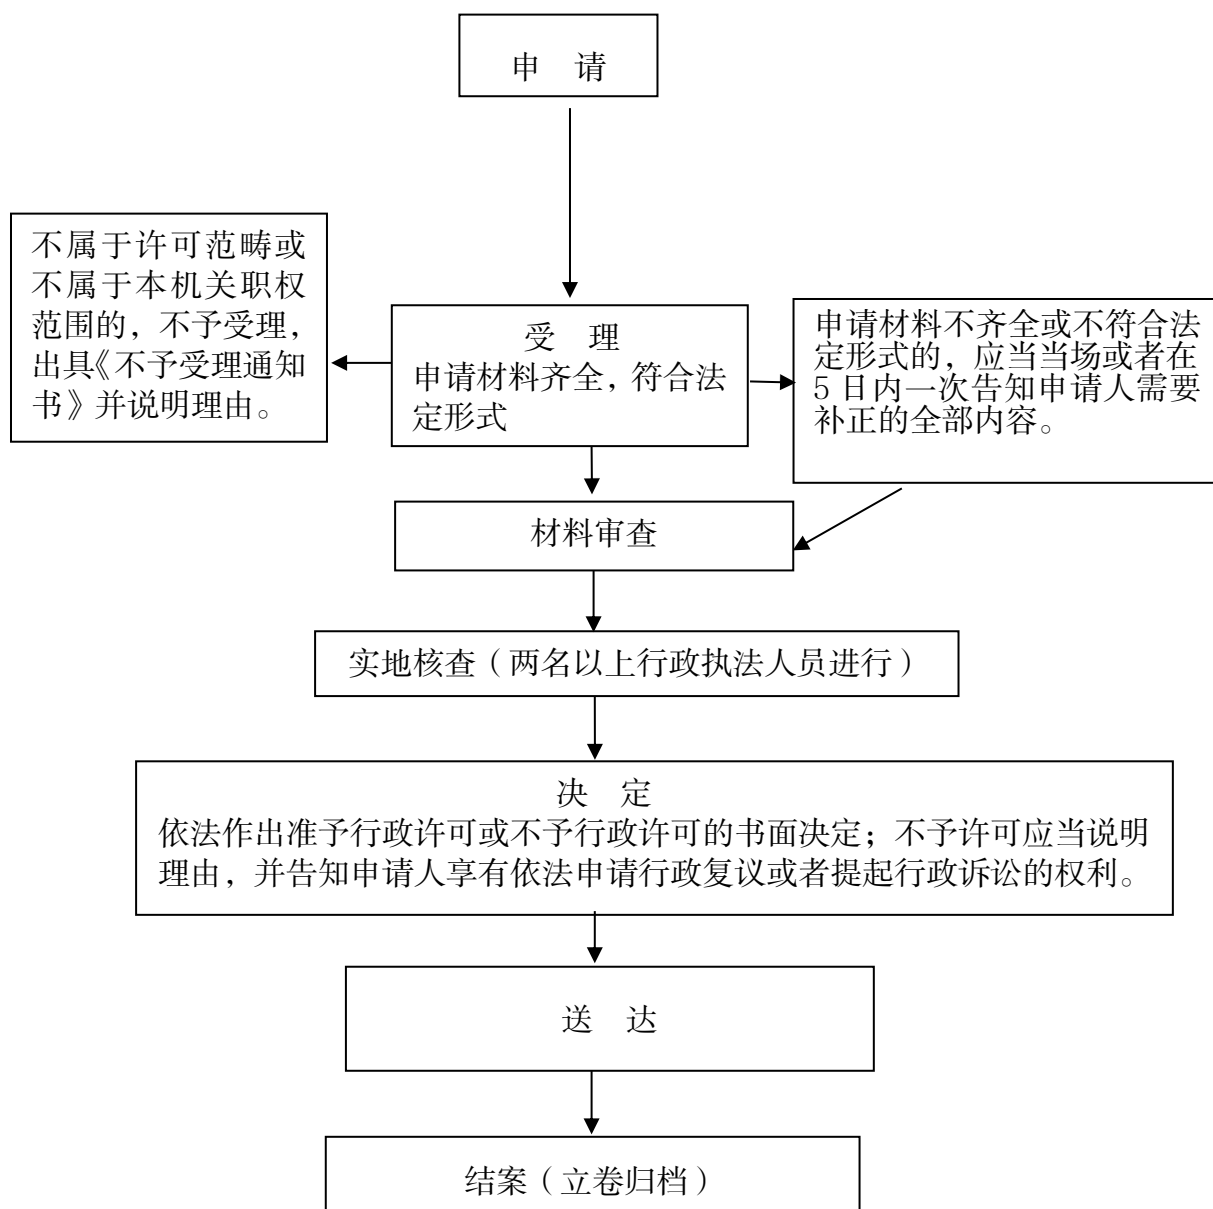 申　请
不属于许可范畴或
不属于本机关职权
范围的，不予受理，
出具《不予受理通知
书》并说明理由。
受　理
申请材料齐全，符合法
定形式
申请材料不齐全或不符合法
定形式的，应当当场或者在
5 日内一次告知申请人需要
补正的全部内容。
材料审查
实地核查（两名以上行政执法人员进行）
决　定
依法作出准予行政许可或不予行政许可的书面决定；不予许可应当说明
理由，并告知申请人享有依法申请行政复议或者提起行政诉讼的权利。
送　达
结案（立卷归档）